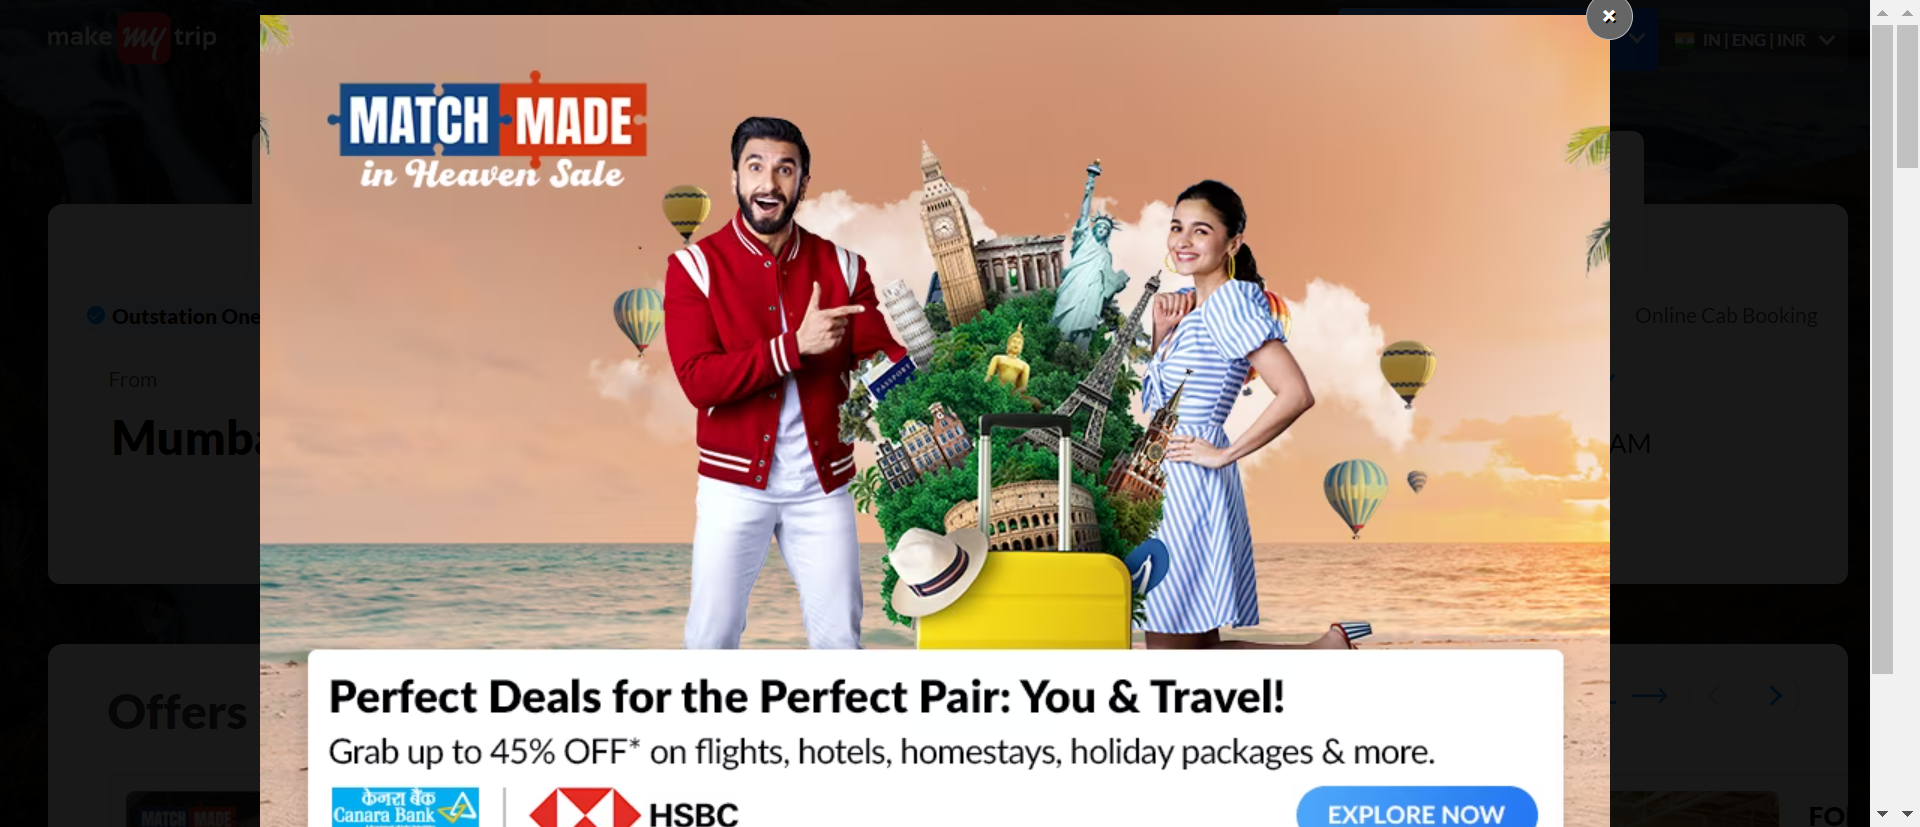 make my trip
IN | ENG | INR
MATCH MADE
in Heaven Sale
Outstation One
Online Cab Booking
From
Mumba
AM
PASSPORT
Offers
Perfect Deals for the Perfect Pair: You & Travel!
Grab up to 45% OFF* on flights, hotels, homestays, holiday packages & more.
केनरा बैंक
Canara Bank
HSBC
EXPLORE NOW
MATCH MADE
FO